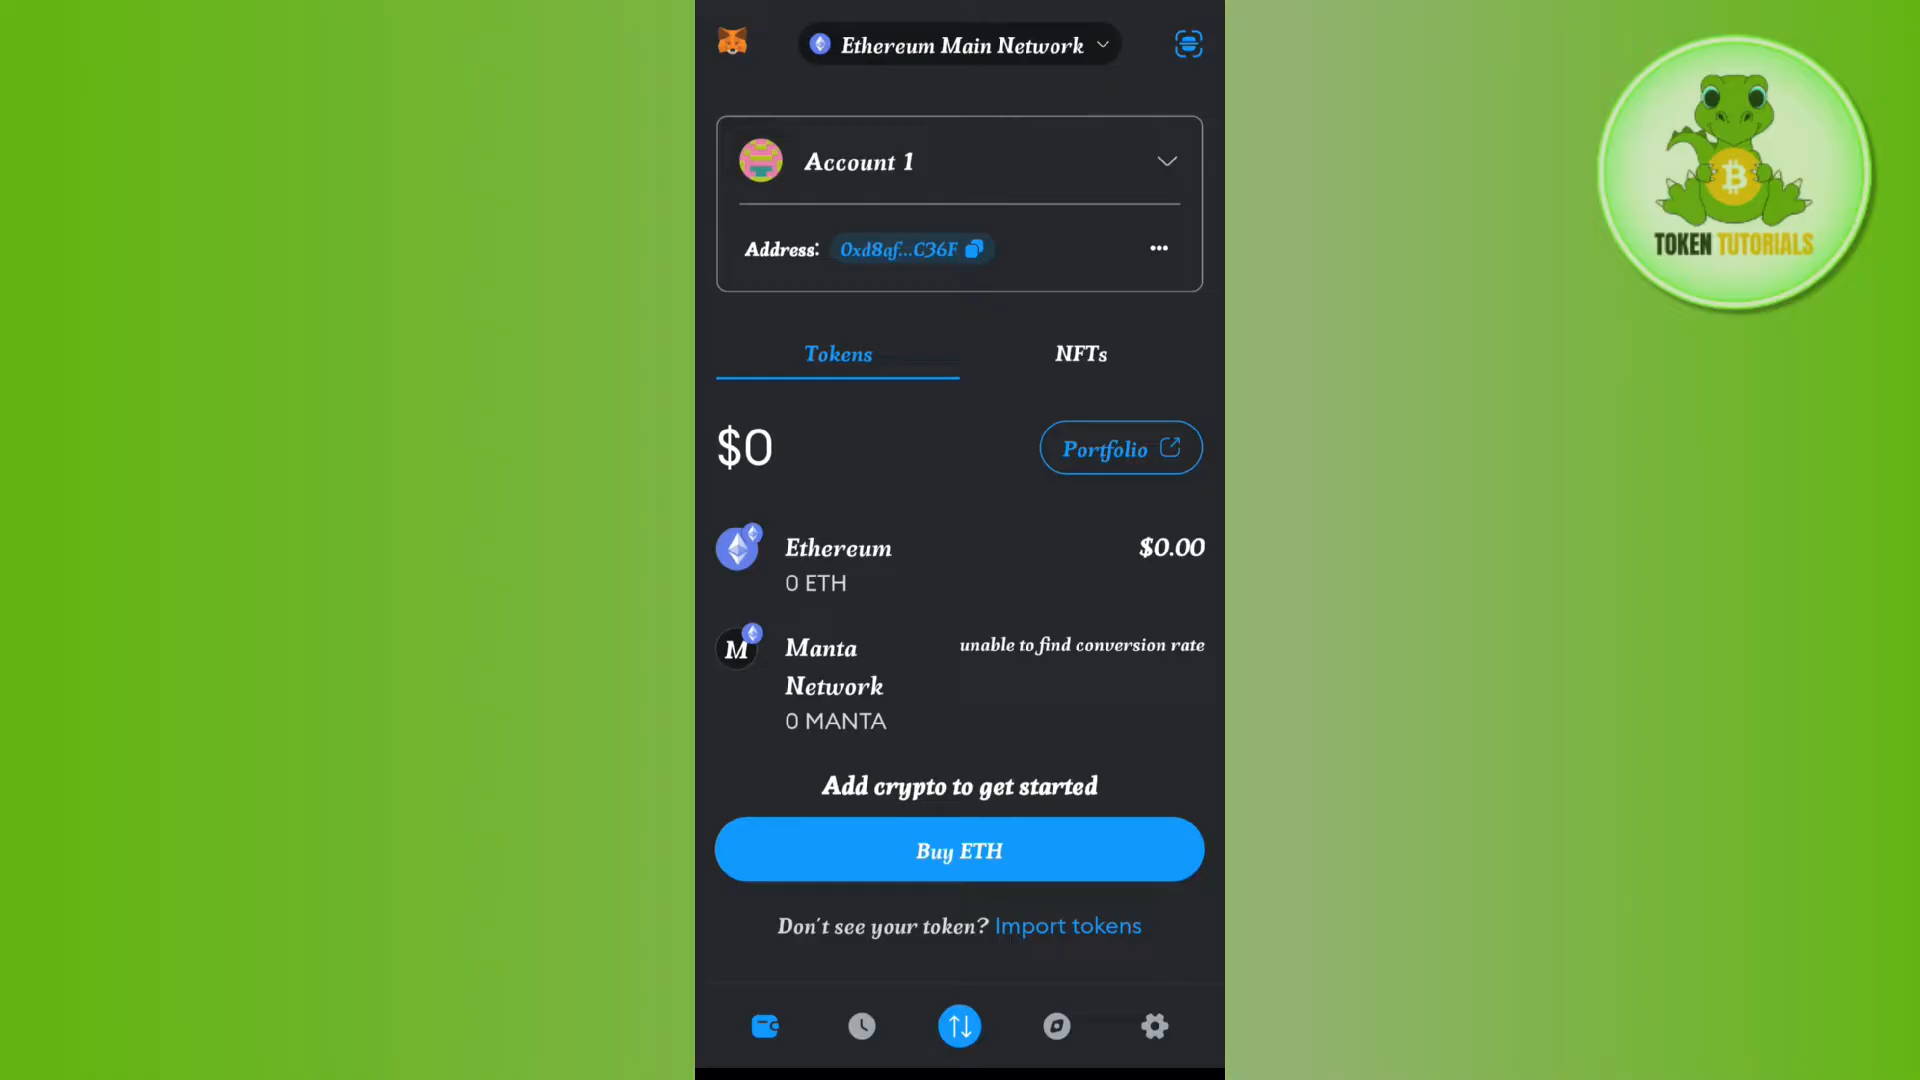 Ethereum Main Network
Account 1
Address: 0xd8af...C36F
Tokens
NFTs
$0
Portfolio
Ethereum
$0.00
0 ETH
M
Manta
Network
unable to find conversion rate
0 MANTA
Add crypto to get started
Buy ETH
Don't see your token? Import tokens
TOKEN TUTORIALS